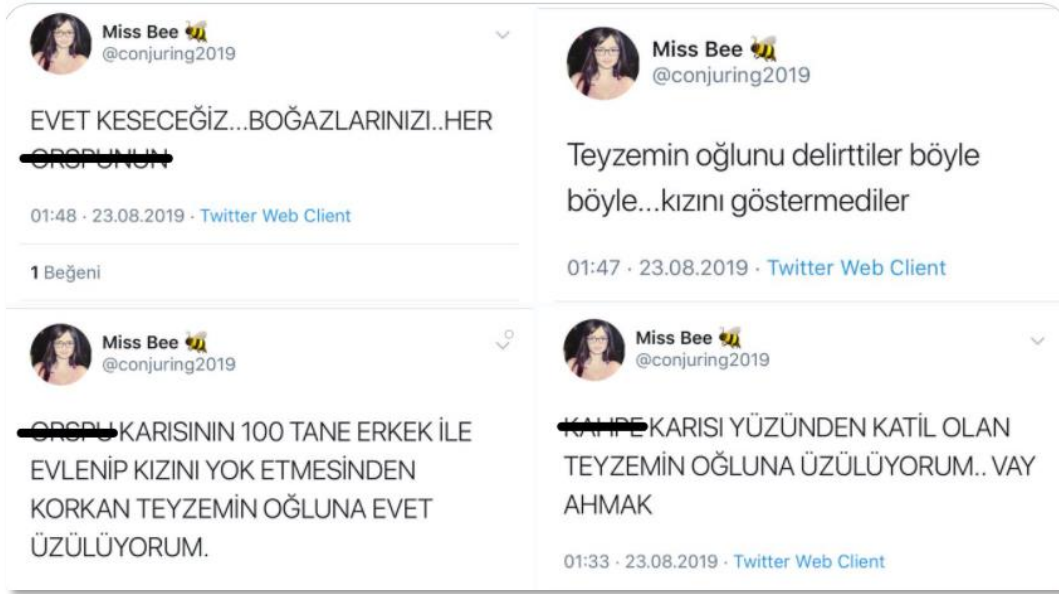 Miss Bee 🐝
@conjuring2019
EVET KESECEĞİZ...BOĞAZLARINIZI..HER
ORSPUNUN
01:48 · 23.08.2019 · Twitter Web Client
1 Beğeni
Miss Bee 🐝
@conjuring2019
Teyzemin oğlunu delirttiler böyle
böyle...kızını göstermediler
01:47 · 23.08.2019 · Twitter Web Client
Miss Bee 🐝
@conjuring2019
ORSPU KARISININ 100 TANE ERKEK İLE
EVLENİP KIZINI YOK ETMESİNDEN
KORKAN TEYZEMİN OĞLUNA EVET
ÜZÜLÜYORUM.
Miss Bee 🐝
@conjuring2019
KAHPE KARISI YÜZÜNDEN KATİL OLAN
TEYZEMİN OĞLUNA ÜZÜLÜYORUM.. VAY
AHMAK
01:33 · 23.08.2019 · Twitter Web Client